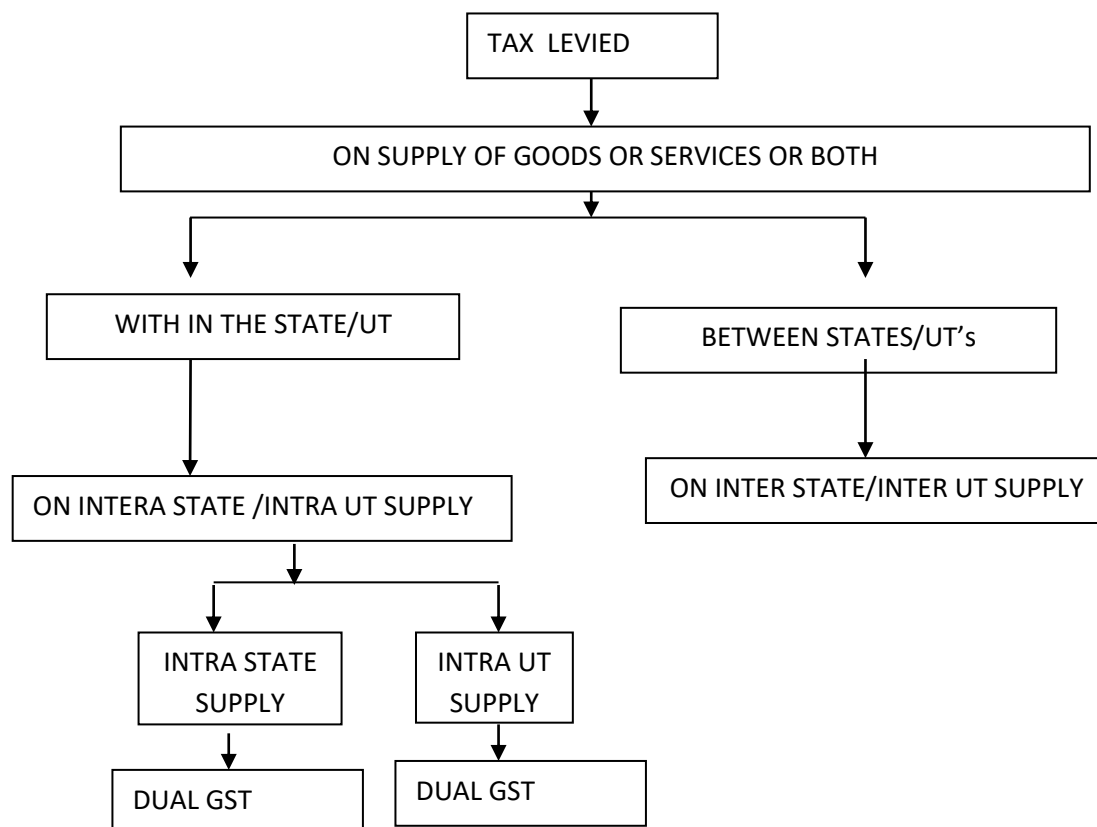 TAX LEVIED
ON SUPPLY OF GOODS OR SERVICES OR BOTH
WITH IN THE STATE/UT
BETWEEN STATES/UT’s
ON INTERA STATE /INTRA UT SUPPLY
ON INTER STATE/INTER UT SUPPLY
INTRA STATE
SUPPLY
INTRA UT
SUPPLY
DUAL GST
DUAL GST